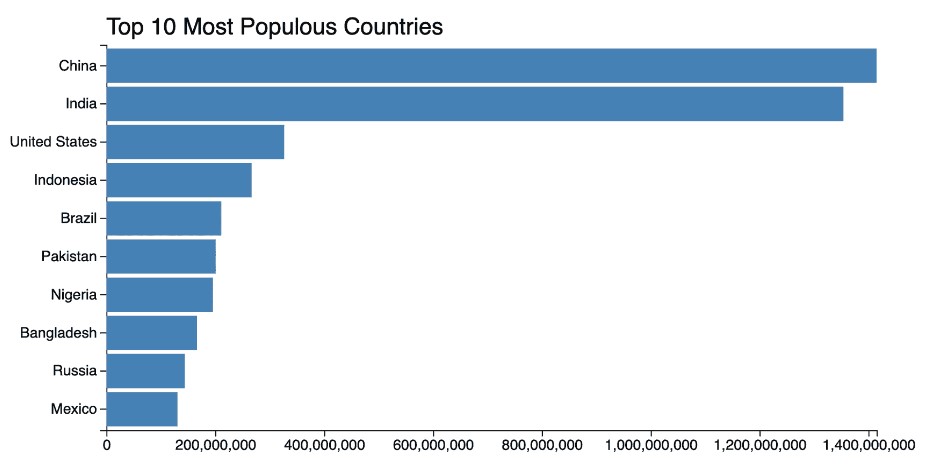 Top 10 Most Populous Countries
China
India
United States
Indonesia
Brazil
Pakistan
Nigeria
Bangladesh
Russia
Mexico
0 200,000,000 400,000,000 600,000,000 800,000,000 1,000,000,000 1,200,000,000 1,400,000,000